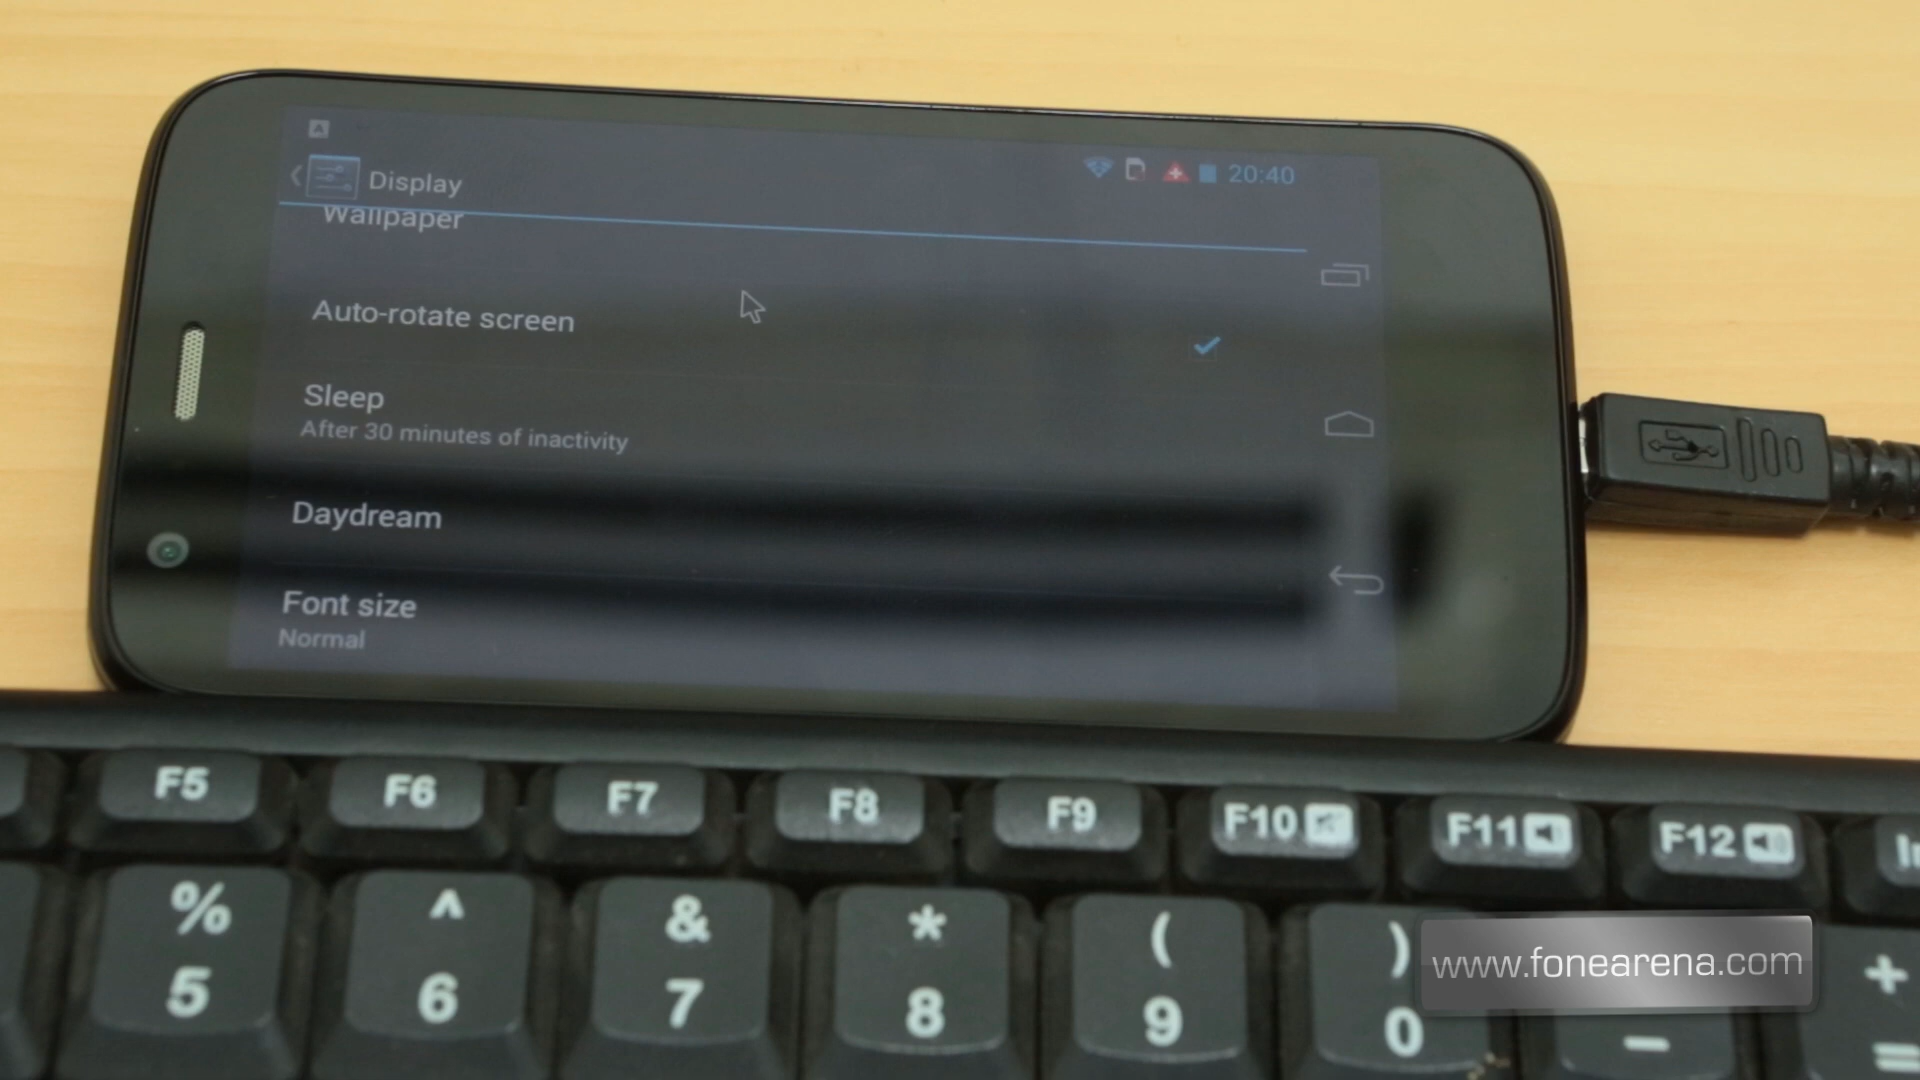 20:40
Display
Wallpaper
Auto-rotate screen
Sleep
After 30 minutes of inactivity
Daydream
Font size
Normal
F5 F6 F7 F8 F9 F10 F11 F12
% ^ & * ( ) +
5 6 7 8 9 0 - =
www.fonearena.com